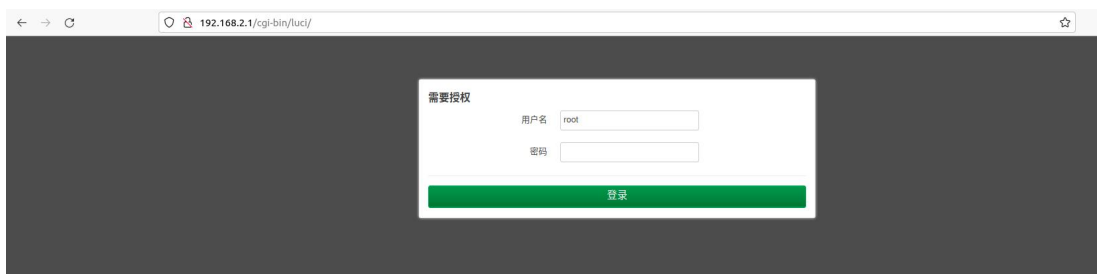 192.168.2.1/cgi-bin/luci/
需要授权
用户名 root
密码
登录